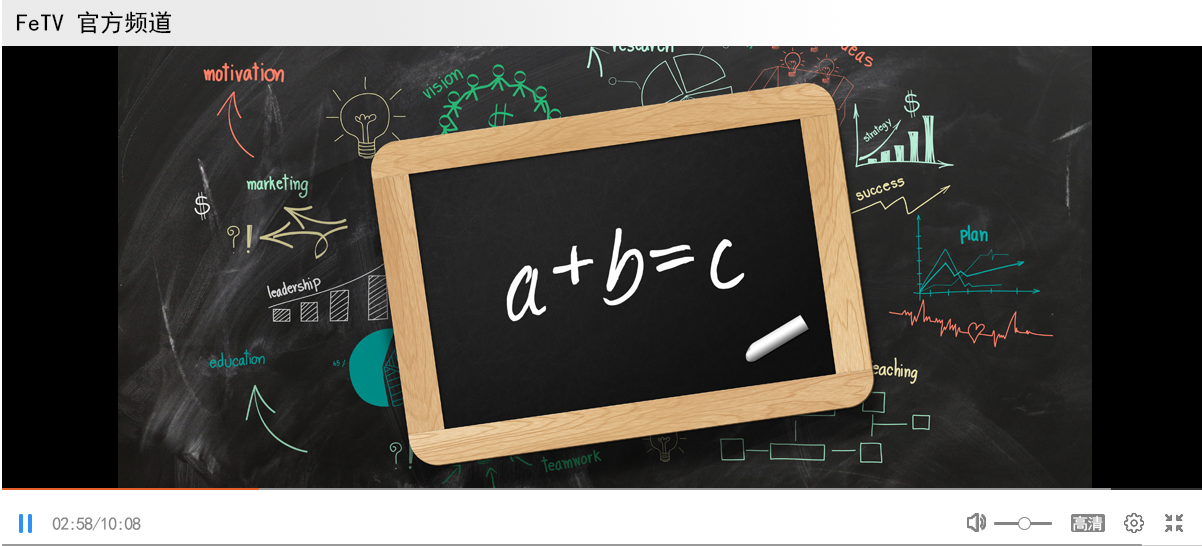 FeTV 官方频道
research
ideas
motivation
vision
$
$
strategy
marketing
success
$
?!
plan
a+b=c
leadership
education
teaching
?!
teamwork
02:58/10:08
高清